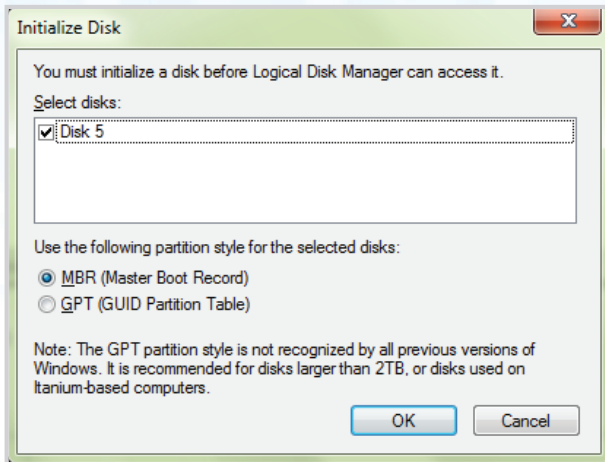 Initialize Disk
You must initialize a disk before Logical Disk Manager can access it.
Select disks:
Disk 5
Use the following partition style for the selected disks:
MBR (Master Boot Record)
GPT (GUID Partition Table)
Note: The GPT partition style is not recognized by all previous versions of
Windows. It is recommended for disks larger than 2TB, or disks used on
Itanium-based computers.
OK Cancel